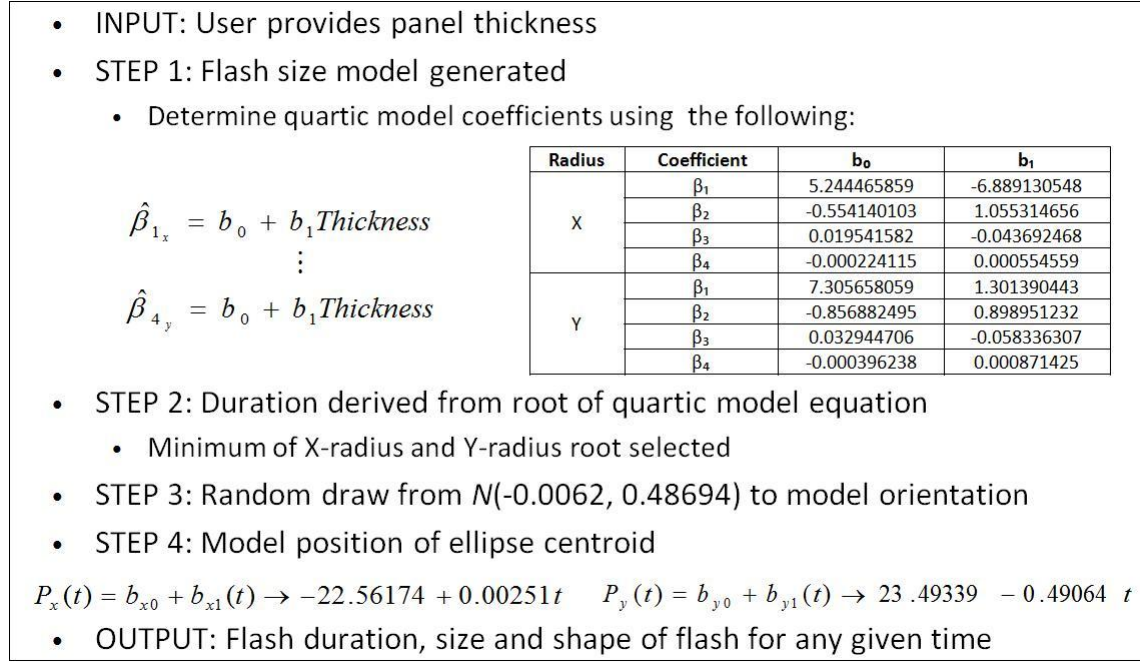 • INPUT: User provides panel thickness
• STEP 1: Flash size model generated
• Determine quartic model coefficients using the following:
Radius Coefficient b₀ b₁
X
β₁ 5.244465859 -6.889130548
β₂ -0.554140103 1.055314656
β₃ 0.019541582 -0.043692468
β₄ -0.000224115 0.000554559
Y
β₁ 7.305658059 1.301390443
β₂ -0.856882495 0.898951232
β₃ 0.032944706 -0.058336307
β₄ -0.000396238 0.000871425
β̂₁ₓ = b₀ + b₁Thickness
⋮
β̂₄ᵧ = b₀ + b₁Thickness
• STEP 2: Duration derived from root of quartic model equation
• Minimum of X-radius and Y-radius root selected
• STEP 3: Random draw from N(-0.0062, 0.48694) to model orientation
• STEP 4: Model position of ellipse centroid
Pₓ(t) = bₓ₀ + bₓ₁(t) → −22.56174 + 0.00251t Pᵧ(t) = bᵧ₀ + bᵧ₁(t) → 23.49339 − 0.49064 t
• OUTPUT: Flash duration, size and shape of flash for any given time